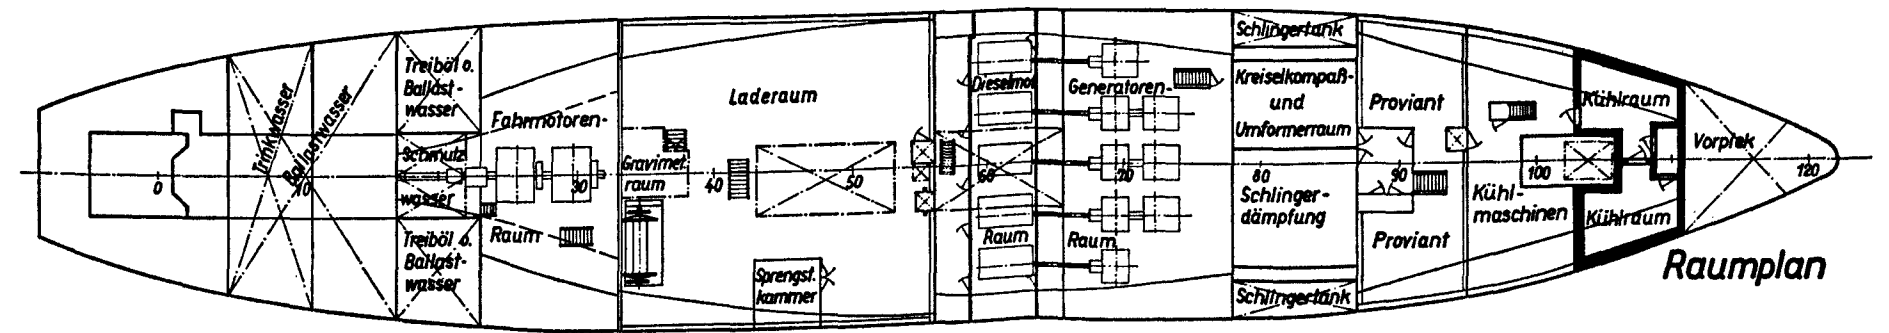 Trinkwasser
Ballastwasser
Treiböl o.
Ballast-
wasser
Schmutz
wasser
Treiböl o.
Ballast-
wasser
Fahrmotoren-
Raum
Gravimet.
raum
Laderaum
Sprengst.
kammer
Dieselmot.
Raum
Generatoren-
Raum
Schlingertank
Kreiselkompaß-
und
Umformerraum
Schlinger-
dämpfung
Schlingertank
Proviant
Proviant
Kühl-
maschinen
Kühlraum
Kühlraum
Vorpiek
0
10
30
40
50
60
70
80
90
100
120
Raumplan